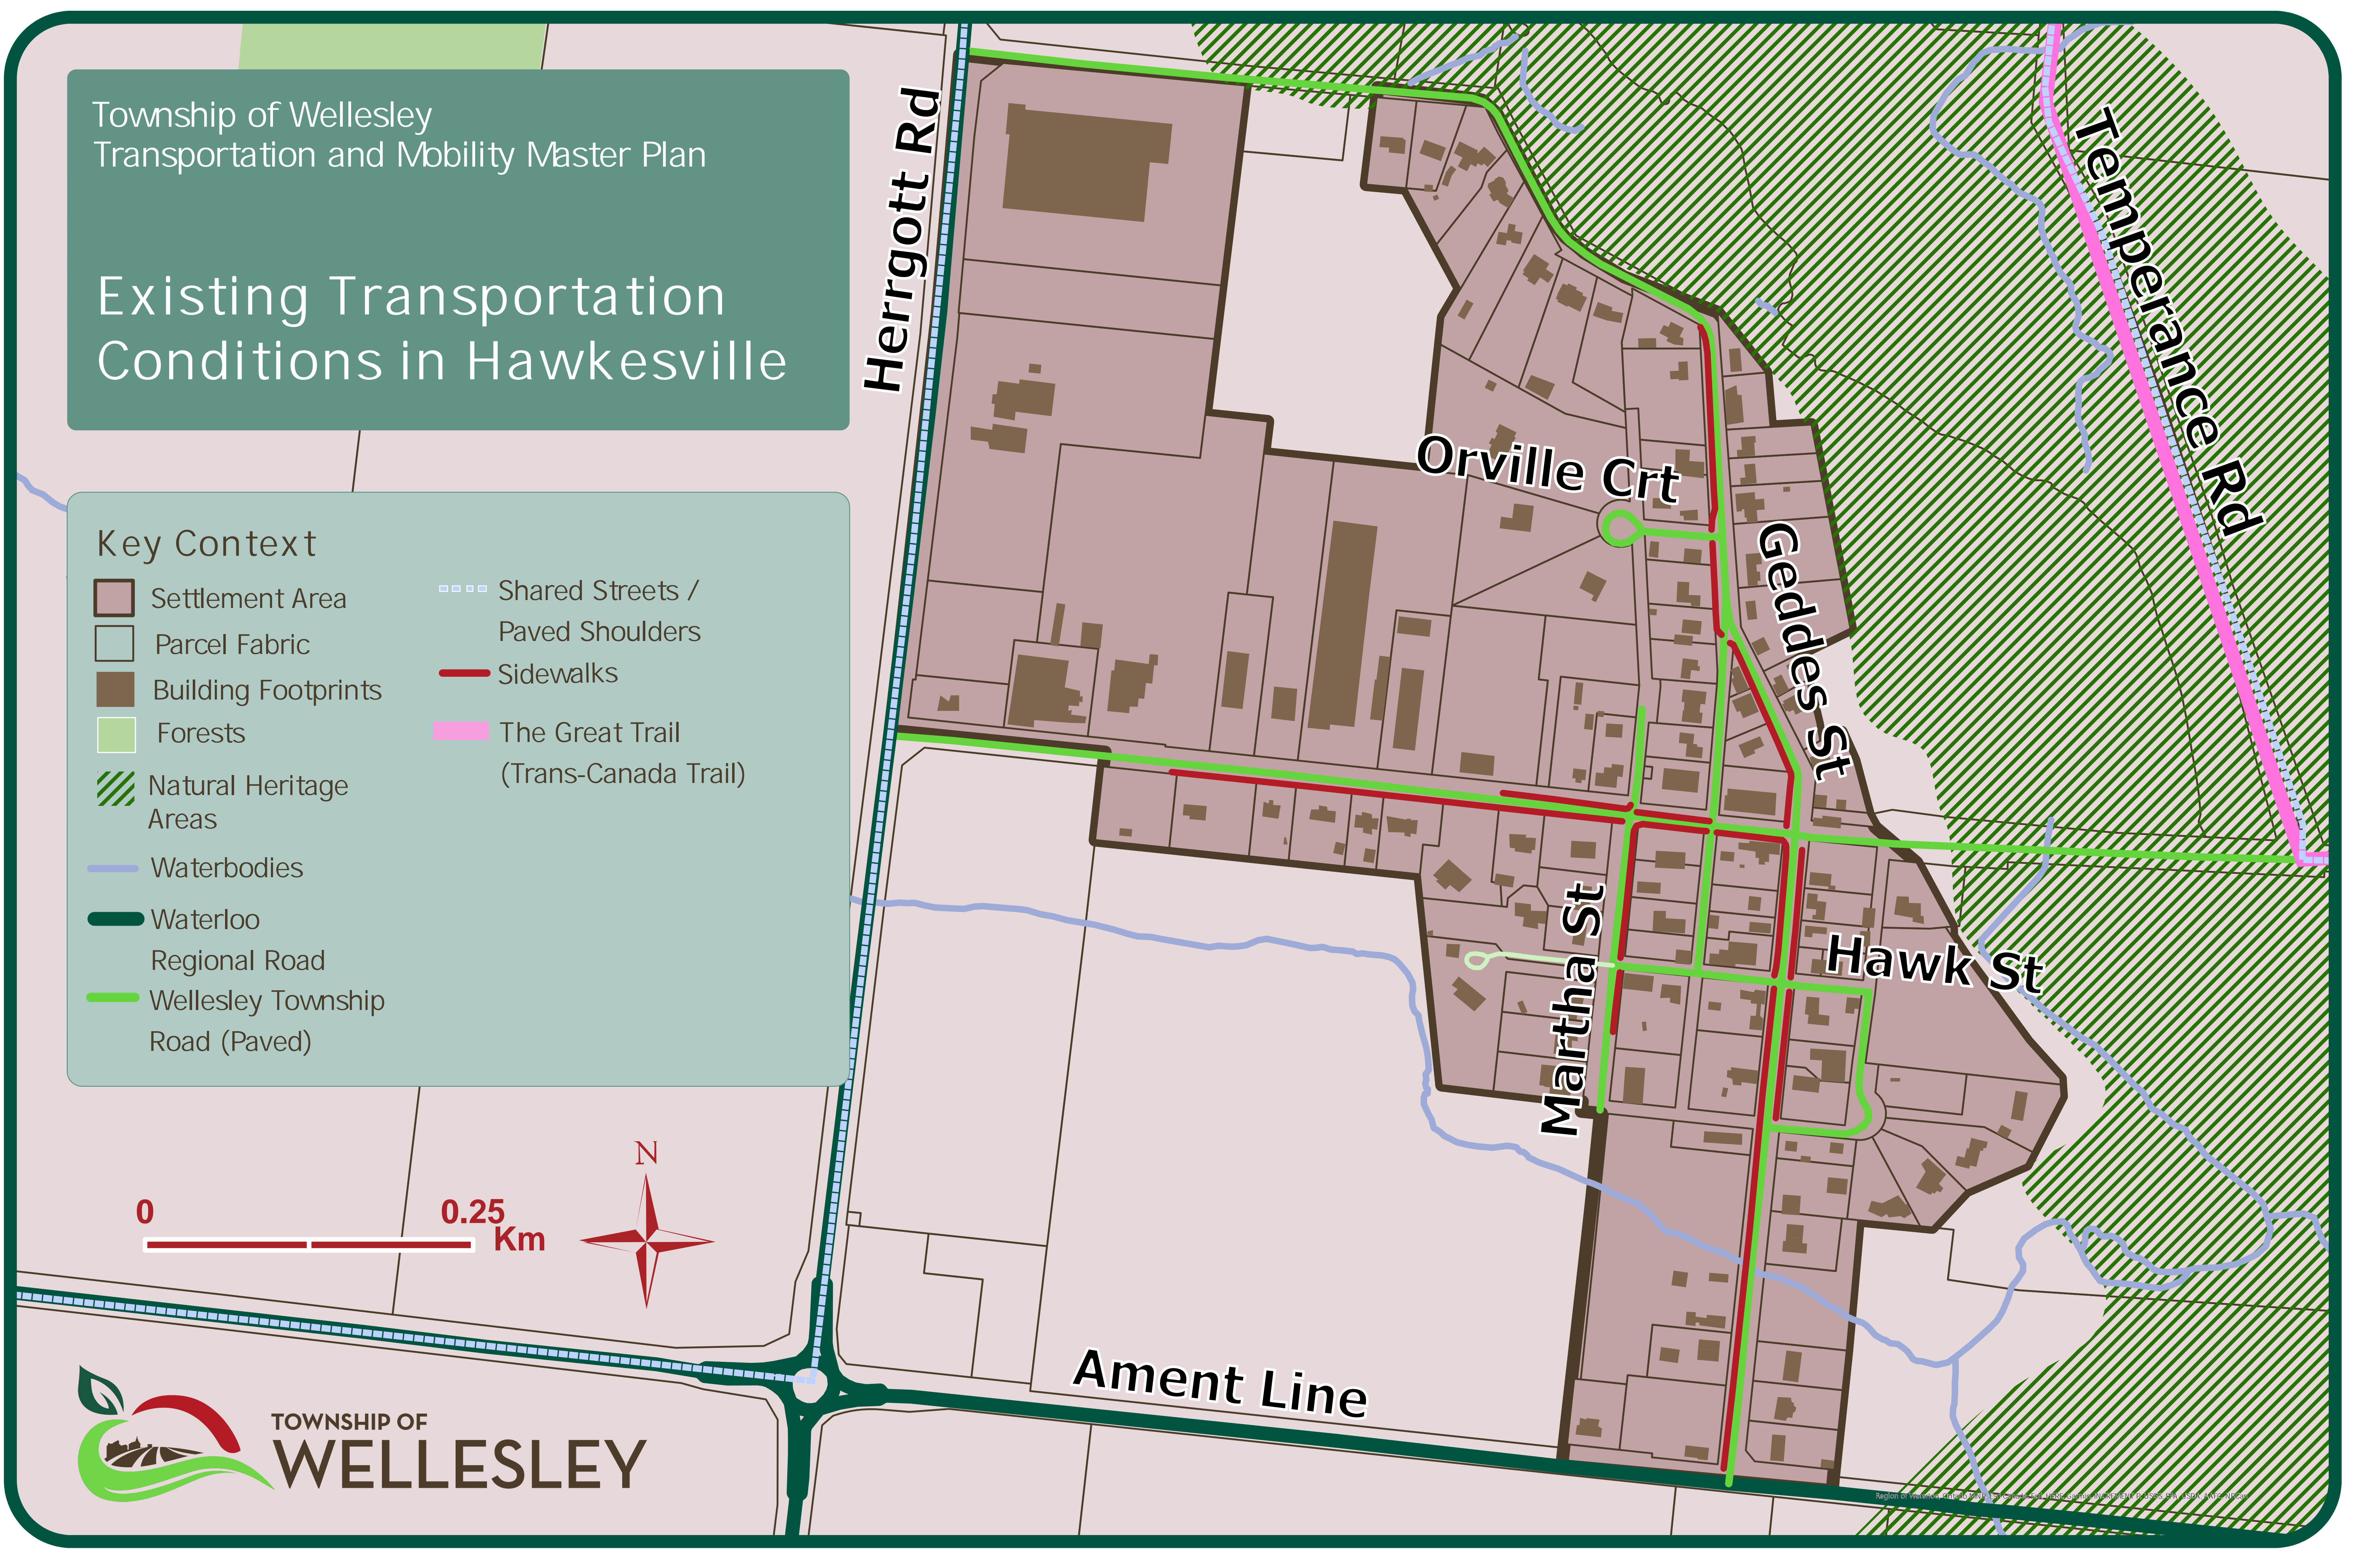 Township of Wellesley
Transportation and Mobility Master Plan
Existing Transportation
Conditions in Hawkesville
Key Context
Settlement Area
Parcel Fabric
Building Footprints
Forests
Natural Heritage
Areas
Waterbodies
Waterloo
Regional Road
Wellesley Township
Road (Paved)
Shared Streets /
Paved Shoulders
Sidewalks
The Great Trail
(Trans-Canada Trail)
Herrgott Rd
Temperance Rd
Orville Crt
Geddes St
Hawk St
Martha St
Ament Line
N
0
0.25
Km
TOWNSHIP OF
WELLESLEY